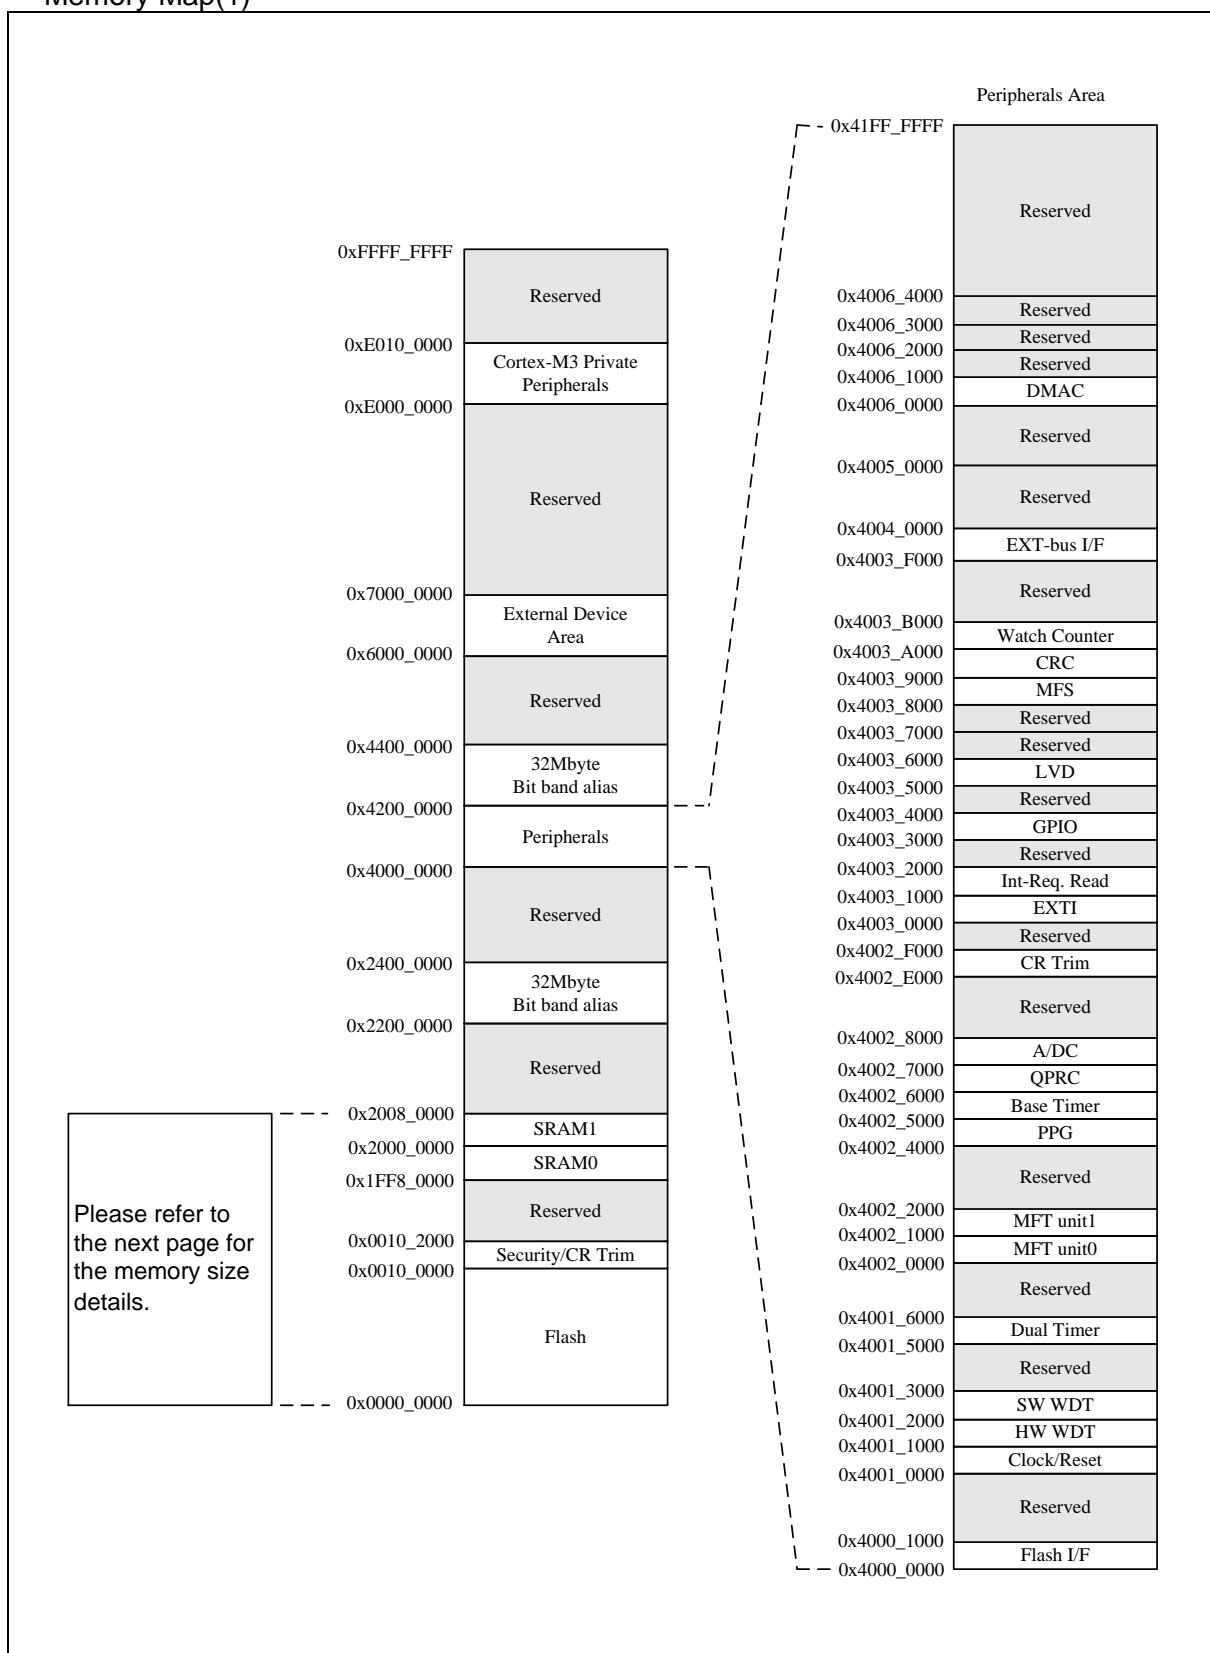 Memory Map(1)
Peripherals Area
0x41FF_FFFF
Reserved
0x4006_4000
Reserved
0x4006_3000
Reserved
0x4006_2000
Reserved
0x4006_1000
DMAC
0x4006_0000
Reserved
0x4005_0000
Reserved
0x4004_0000
EXT-bus I/F
0x4003_F000
Reserved
0x4003_B000
Watch Counter
0x4003_A000
CRC
0x4003_9000
MFS
0x4003_8000
Reserved
0x4003_7000
Reserved
0x4003_6000
LVD
0x4003_5000
Reserved
0x4003_4000
GPIO
0x4003_3000
Reserved
0x4003_2000
Int-Req. Read
0x4003_1000
EXTI
0x4003_0000
Reserved
0x4002_F000
CR Trim
0x4002_E000
Reserved
0x4002_8000
A/DC
0x4002_7000
QPRC
0x4002_6000
Base Timer
0x4002_5000
PPG
0x4002_4000
Reserved
0x4002_2000
MFT unit1
0x4002_1000
MFT unit0
0x4002_0000
Reserved
0x4001_6000
Dual Timer
0x4001_5000
Reserved
0x4001_3000
SW WDT
0x4001_2000
HW WDT
0x4001_1000
Clock/Reset
0x4001_0000
Reserved
0x4000_1000
Flash I/F
0x4000_0000
0xFFFF_FFFF
Reserved
0xE010_0000
Cortex-M3 Private
Peripherals
0xE000_0000
Reserved
0x7000_0000
External Device
Area
0x6000_0000
Reserved
0x4400_0000
32Mbyte
Bit band alias
0x4200_0000
Peripherals
0x4000_0000
Reserved
0x2400_0000
32Mbyte
Bit band alias
0x2200_0000
Reserved
0x2008_0000
SRAM1
0x2000_0000
SRAM0
0x1FF8_0000
Reserved
0x0010_2000
Security/CR Trim
0x0010_0000
Flash
0x0000_0000
Please refer to
the next page for
the memory size
details.